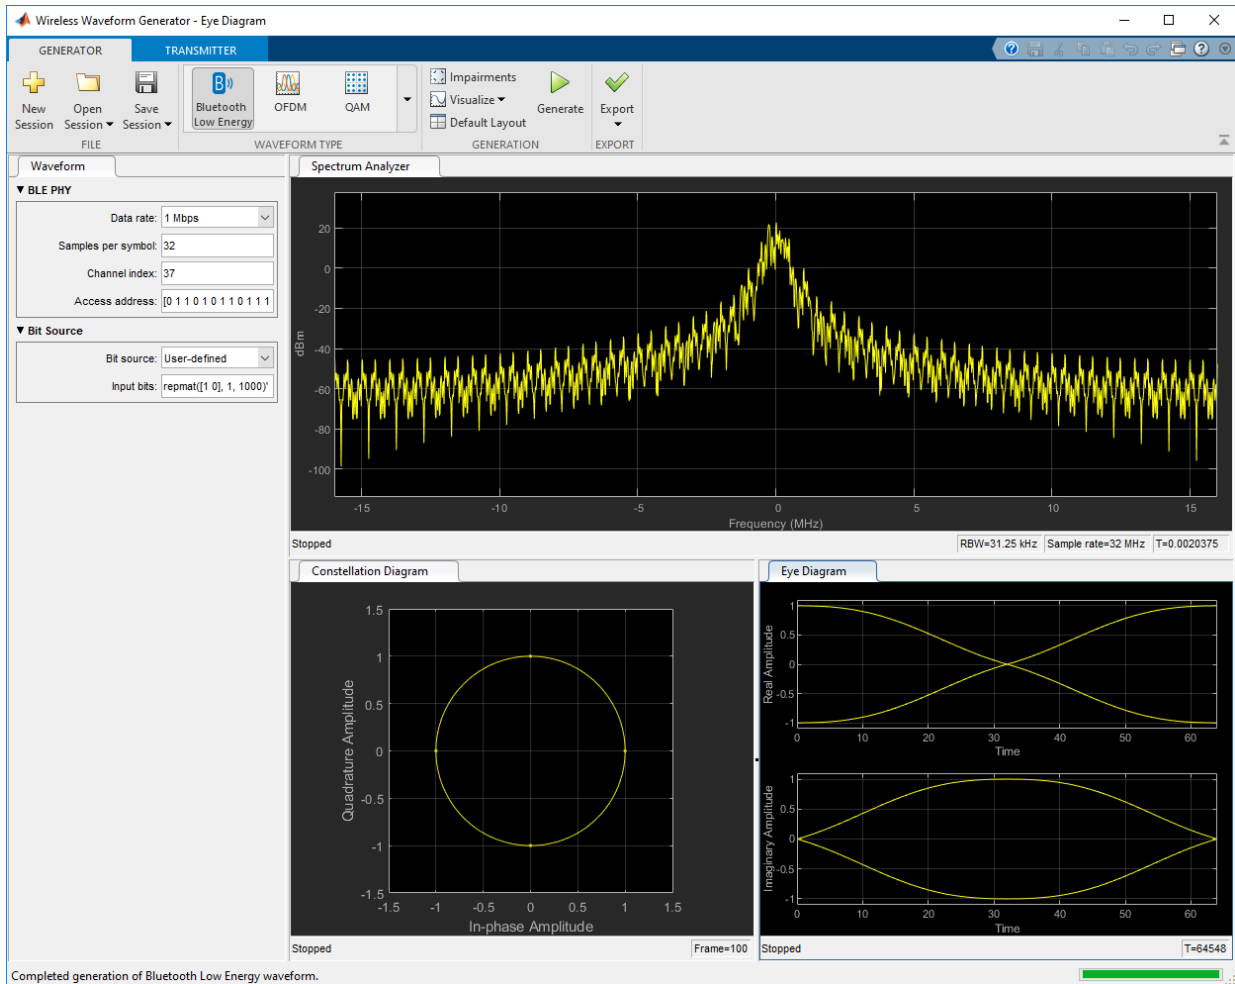 Wireless Waveform Generator - Eye Diagram
GENERATOR TRANSMITTER
New Session
Open Session
Save Session
FILE
Bluetooth Low Energy
OFDM
QAM
WAVEFORM TYPE
Impairments
Visualize
Default Layout
Generate
GENERATION
Export
EXPORT
Waveform
BLE PHY
Data rate: 1 Mbps
Samples per symbol: 32
Channel index: 37
Access address: [0 1 1 0 1 0 1 1 0 1 1 1
Bit Source
Bit source: User-defined
Input bits: repmat([1 0], 1, 1000)'
Spectrum Analyzer
dBm
20
0
-20
-40
-60
-80
-100
-15 -10 -5 0 5 10 15
Frequency (MHz)
Stopped RBW=31.25 kHz Sample rate=32 MHz T=0.0020375
Constellation Diagram
Quadrature Amplitude
1.5
1
0.5
0
-0.5
-1
-1.5
-1.5 -1 -0.5 0 0.5 1 1.5
In-phase Amplitude
Stopped Frame=100
Eye Diagram
Real Amplitude
1
0.5
0
-0.5
-1
0 10 20 30 40 50 60
Time
Imaginary Amplitude
1
0.5
0
-0.5
-1
0 10 20 30 40 50 60
Time
Stopped T=64548
Completed generation of Bluetooth Low Energy waveform.